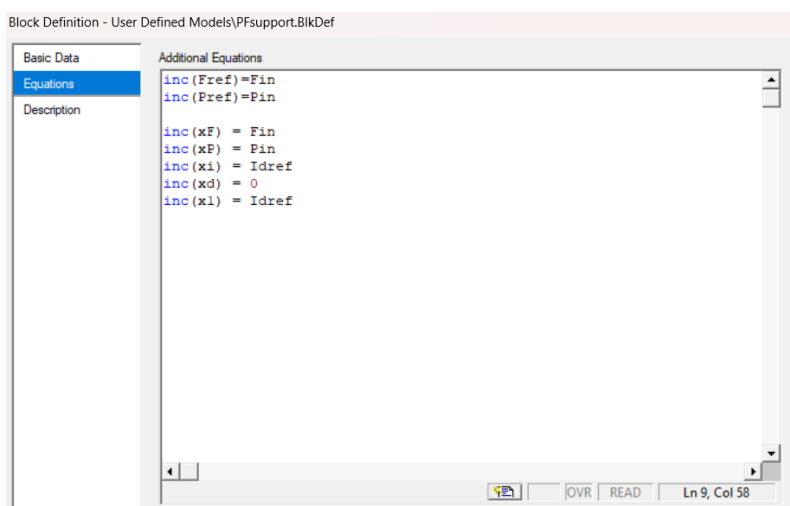 Block Definition - User Defined Models\PFsupport.BlkDef
Basic Data
Equations
Description
Additional Equations
inc(Fref)=Fin
inc(Pref)=Pin
inc(xF) = Fin
inc(xP) = Pin
inc(xi) = Idref
inc(xd) = 0
inc(x1) = Idref
OVR READ Ln 9, Col 58